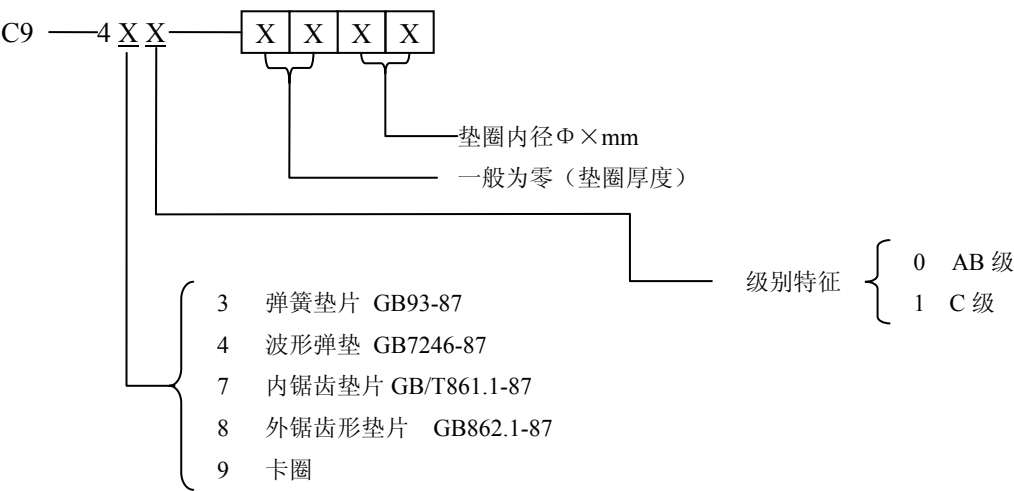 C9 4 X X X X X X
垫圈内径Φ×mm
一般为零（垫圈厚度）
级别特征
0 AB 级
1 C 级
3 弹簧垫片 GB93-87
4 波形弹垫 GB7246-87
7 内锯齿垫片 GB/T861.1-87
8 外锯齿形垫片 GB862.1-87
9 卡圈